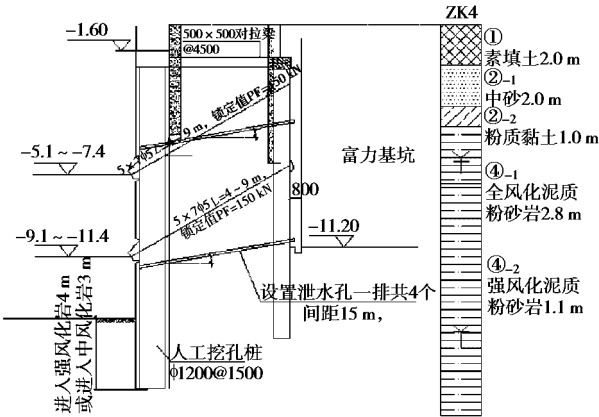 ZK4
-1.60
500×500对拉梁
@4500
①
素填土2.0 m
②-1
中砂2.0 m
②-2
粉质黏土1.0 m
④-1
全风化泥质
粉砂岩2.8 m
④-2
强风化泥质
粉砂岩1.1 m
锁定值PF=150 kN
-5.1～-7.4
富力基坑
800
5×7ϕ5 L=4～9 m,
锁定值PF=150 kN
-9.1～-11.4
-11.20
设置泄水孔一排共4个
间距15 m,
进入强风化岩4 m
或进入中风化岩3 m
人工挖孔桩
ϕ1200@1500